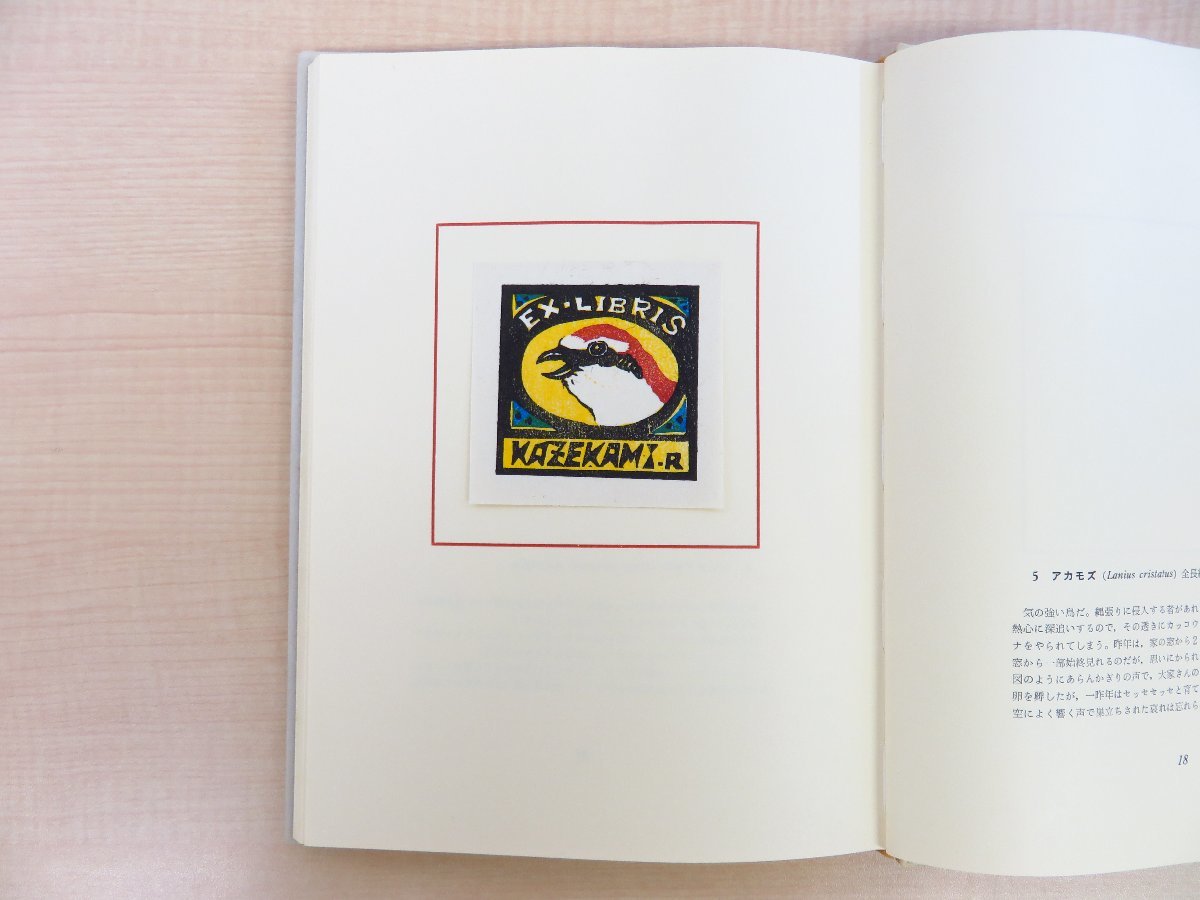 EX·LIBRIS
KAZEKAMI.R
5 アカモズ (Lanius cristatus) 全長
気の強い鳥だ。縄張りに侵入する者があれ
熱心に深追いするので，その透きにカッコウ
ナをやられてしまう。昨年は，家の窓から2
窓から一部始終見れるのだが，思いにかられ
図のようにあらんかぎりの声で，大家さんの
卵を孵したが，一昨年はセッセセッセと育て
空によく響く声で巣立ちされた哀れは忘れら
18